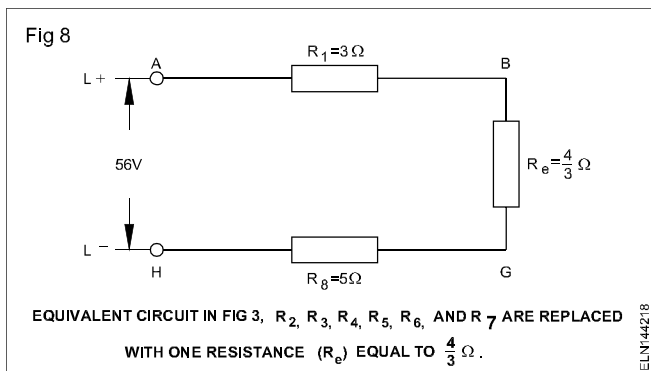 Fig 8
A
R1=3 Ω
B
L +
56V
Re = 4/3 Ω
L −
H
R8=5Ω
G
EQUIVALENT CIRCUIT IN FIG 3, R2, R3, R4, R5, R6, AND R7 ARE REPLACED
WITH ONE RESISTANCE (Re) EQUAL TO 4/3 Ω .
ELN144218